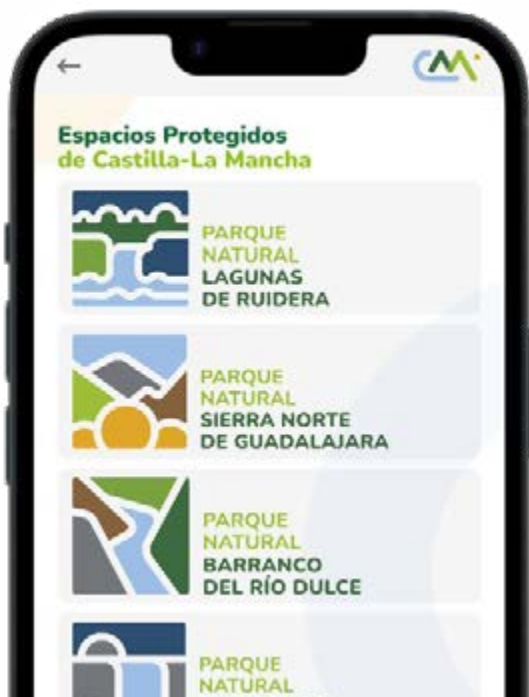 Espacios Protegidos
de Castilla-La Mancha
PARQUE
NATURAL
LAGUNAS
DE RUIDERA
PARQUE
NATURAL
SIERRA NORTE
DE GUADALAJARA
PARQUE
NATURAL
BARRANCO
DEL RÍO DULCE
PARQUE
NATURAL